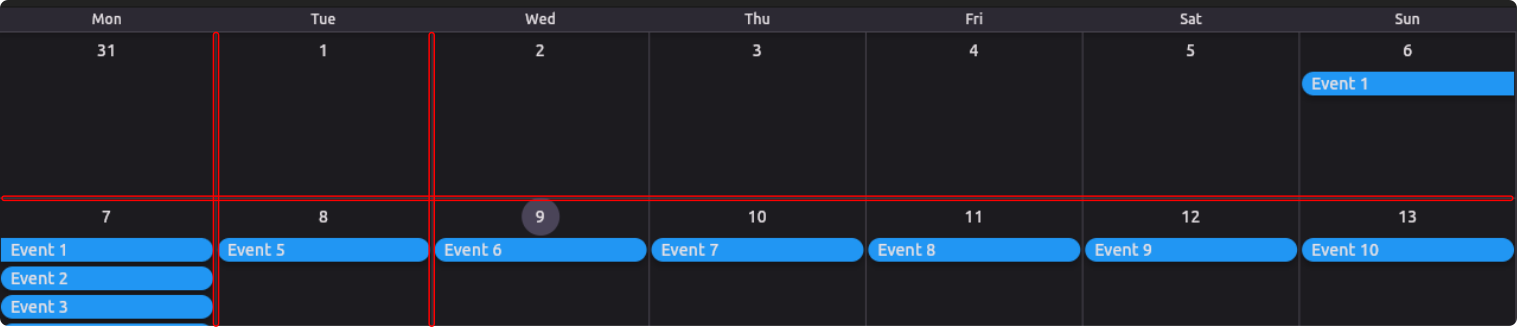 Mon Tue Wed Thu Fri Sat Sun
31 1 2 3 4 5 6
Event 1
7 8 9 10 11 12 13
Event 1 Event 5 Event 6 Event 7 Event 8 Event 9 Event 10
Event 2
Event 3